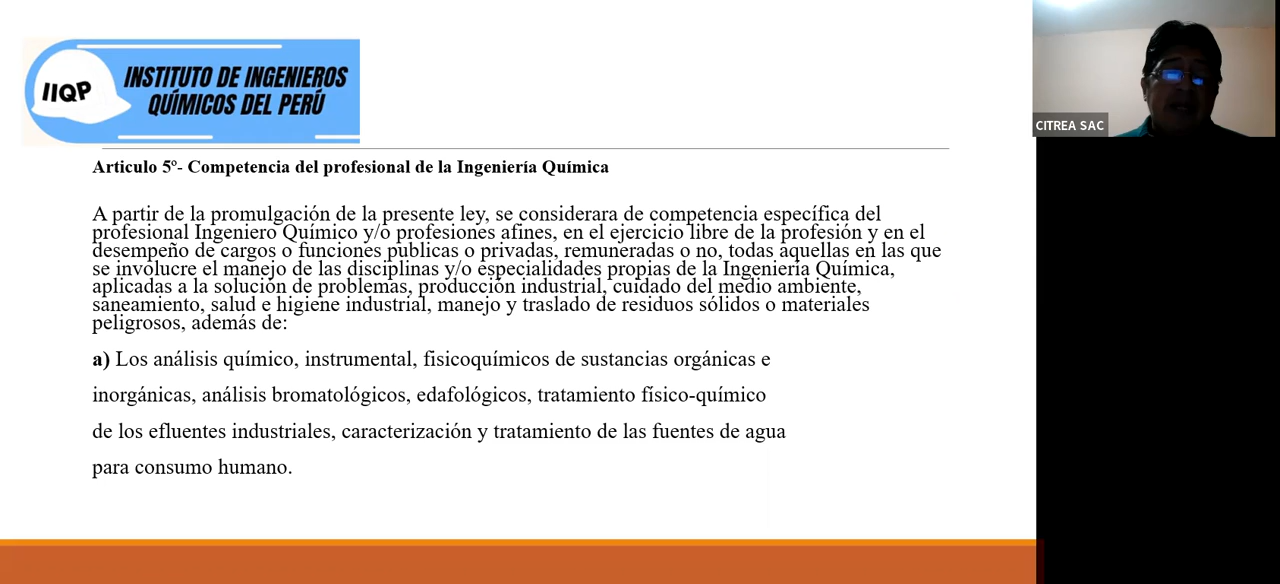 IIQP
INSTITUTO DE INGENIEROS
QUÍMICOS DEL PERÚ
CITREA SAC
Articulo 5º- Competencia del profesional de la Ingeniería Química
A partir de la promulgación de la presente ley, se considerara de competencia específica del
profesional Ingeniero Químico y/o profesiones afines, en el ejercicio libre de la profesión y en el
desempeño de cargos o funciones publicas o privadas, remuneradas o no, todas aquellas en las que
se involucre el manejo de las disciplinas y/o especialidades propias de la Ingeniería Química,
aplicadas a la solución de problemas, producción industrial, cuidado del medio ambiente,
saneamiento, salud e higiene industrial, manejo y traslado de residuos sólidos o materiales
peligrosos, además de:
a) Los análisis químico, instrumental, fisicoquímicos de sustancias orgánicas e
inorgánicas, análisis bromatológicos, edafológicos, tratamiento físico-químico
de los efluentes industriales, caracterización y tratamiento de las fuentes de agua
para consumo humano.